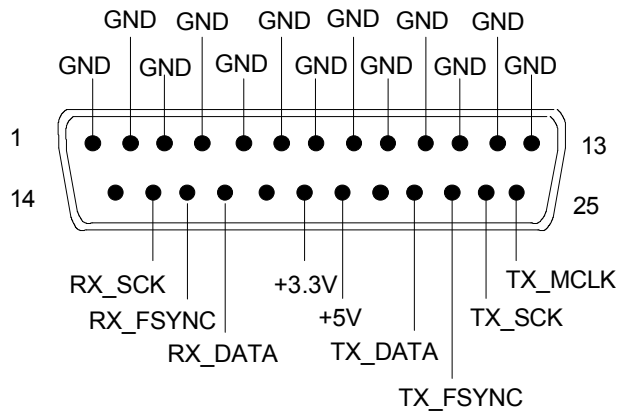 GND GND GND GND GND GND
GND GND GND GND GND GND GND
1 13
14 25
RX_SCK +3.3V TX_MCLK
RX_FSYNC +5V TX_SCK
RX_DATA TX_DATA
TX_FSYNC